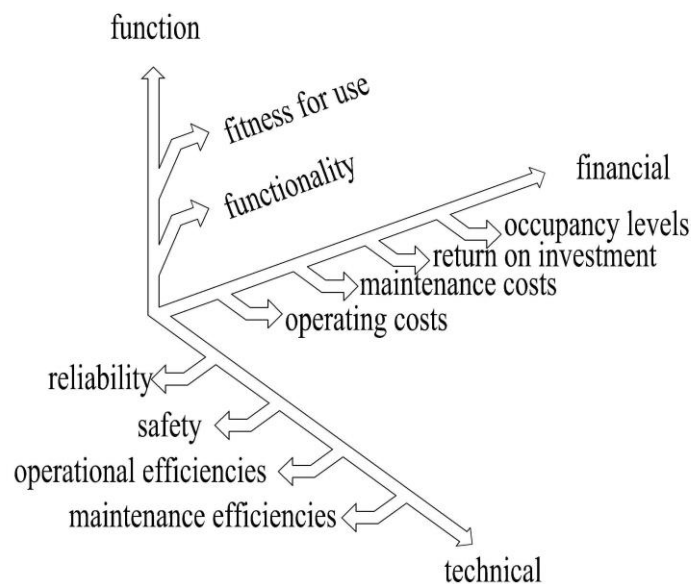 function
fitness for use
functionality
financial
occupancy levels
return on investment
maintenance costs
operating costs
reliability
safety
operational efficiencies
maintenance efficiencies
technical